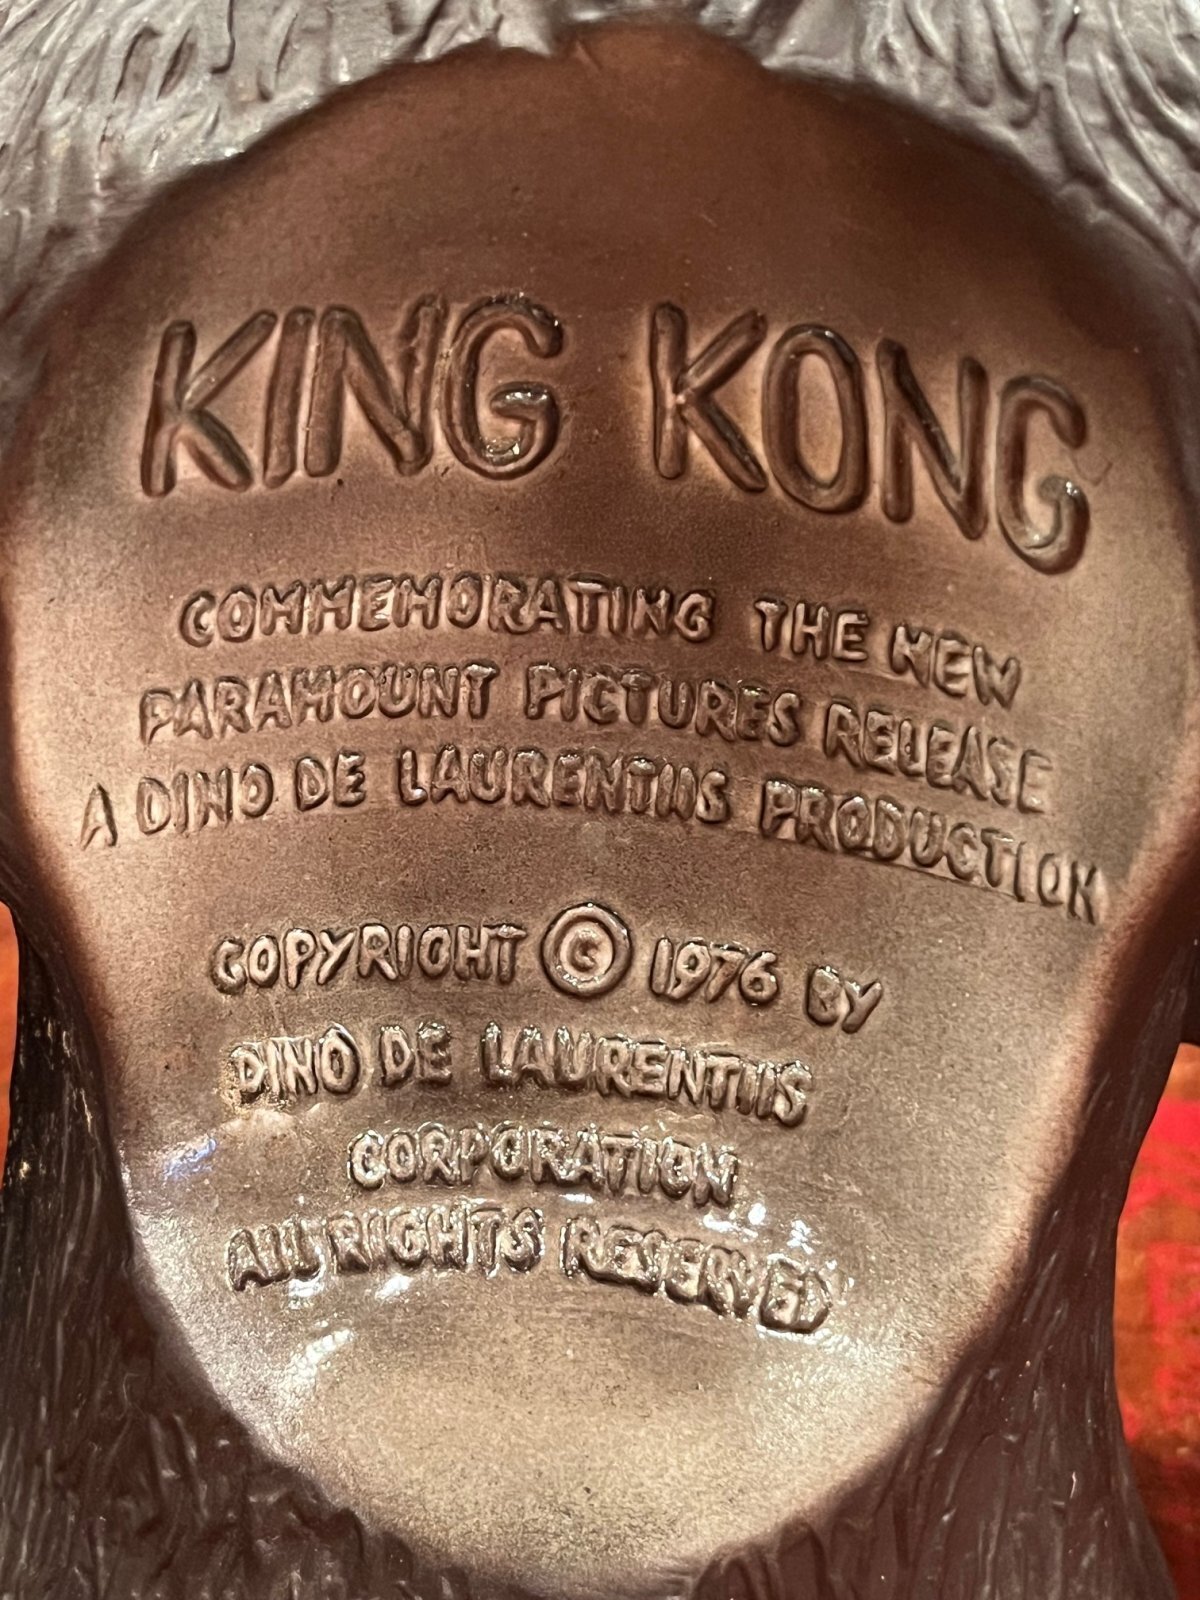 KING KONG
COMMEMORATING THE NEW
PARAMOUNT PICTURES RELEASE
A DINO DE LAURENTIIS PRODUCTION
COPYRIGHT © 1976 BY
DINO DE LAURENTIIS
CORPORATION
ALL RIGHTS RESERVED